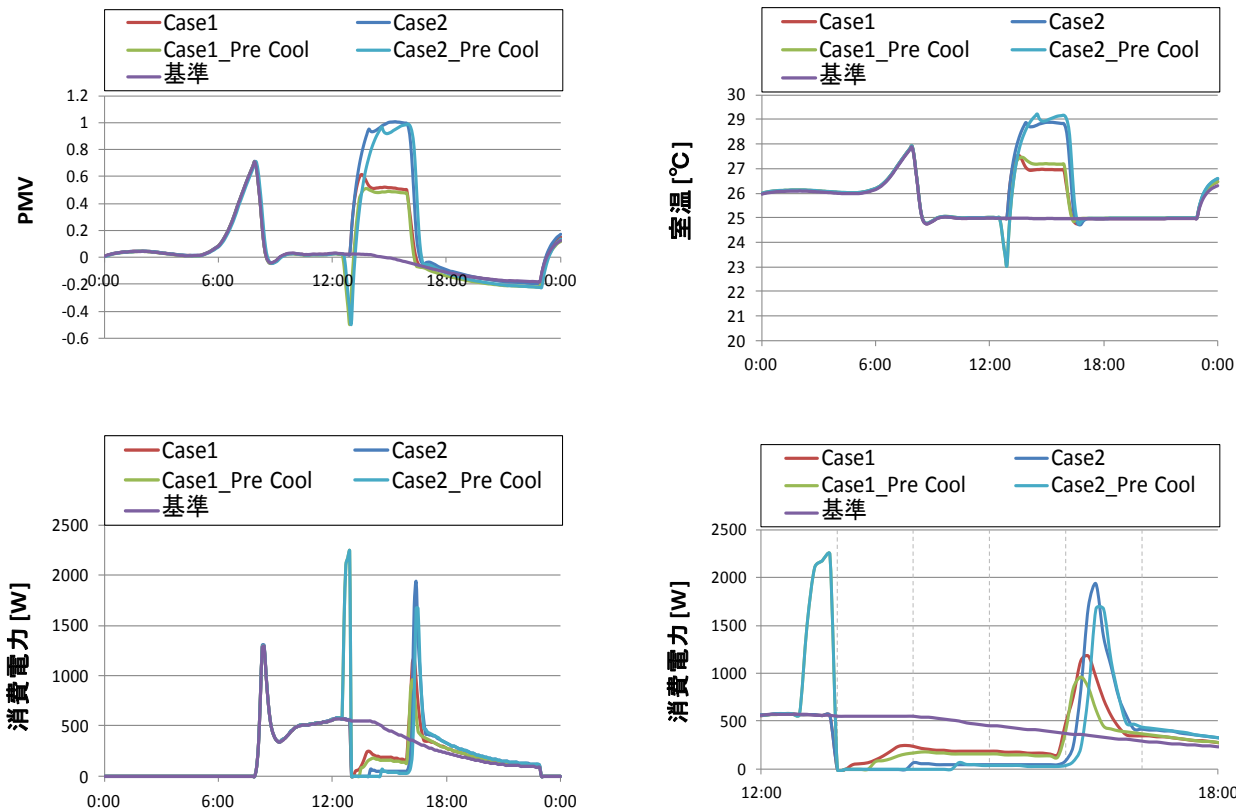 Case1 Case2
Case1_Pre Cool Case2_Pre Cool
基準
PMV
1.2
1
0.8
0.6
0.4
0.2
0
-0.2
-0.4
-0.6
0:00 6:00 12:00 18:00 0:00
Case1 Case2
Case1_Pre Cool Case2_Pre Cool
基準
室温 [℃]
30
29
28
27
26
25
24
23
22
21
20
0:00 6:00 12:00 18:00 0:00
Case1 Case2
Case1_Pre Cool Case2_Pre Cool
基準
消費電力 [W]
2500
2000
1500
1000
500
0
0:00 6:00 12:00 18:00 0:00
Case1 Case2
Case1_Pre Cool Case2_Pre Cool
基準
消費電力 [W]
2500
2000
1500
1000
500
0
12:00 18:00